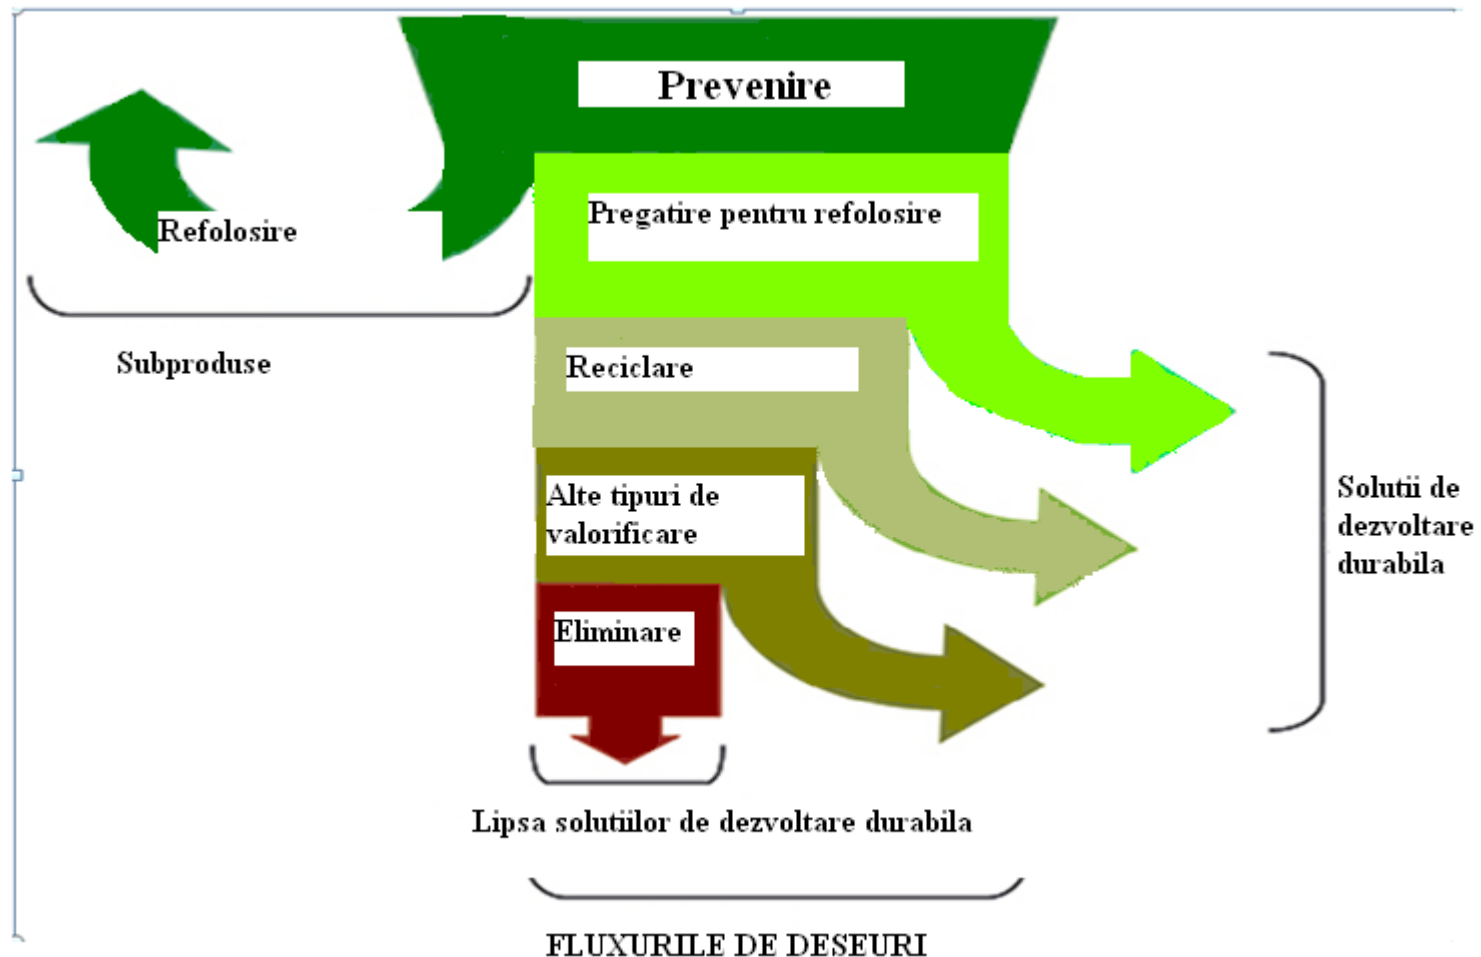 Prevenire
Pregatire pentru refolosire
Refolosire
Subproduse
Reciclare
Alte tipuri de
valorificare
Solutii de
dezvoltare
durabila
Eliminare
Lipsa solutiilor de dezvoltare durabila
FLUXURILE DE DESEURI